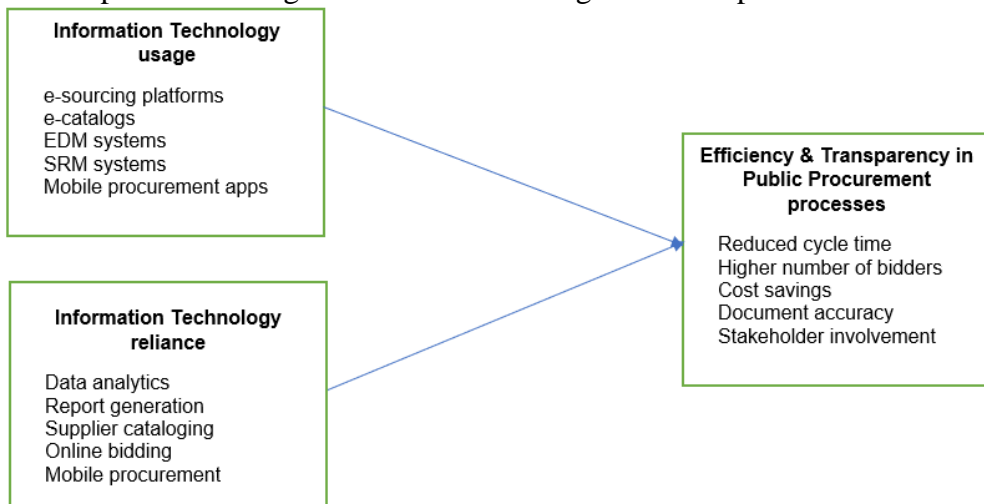 Information Technology
usage
e-sourcing platforms
e-catalogs
EDM systems
SRM systems
Mobile procurement apps
Efficiency & Transparency in
Public Procurement
processes
Reduced cycle time
Higher number of bidders
Cost savings
Document accuracy
Stakeholder involvement
Information Technology
reliance
Data analytics
Report generation
Supplier cataloging
Online bidding
Mobile procurement